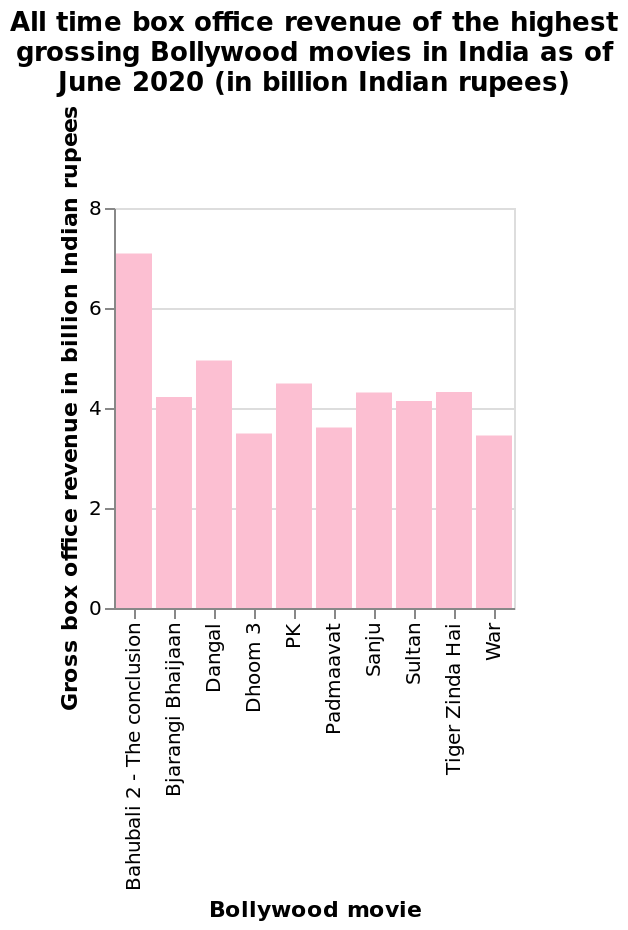 All time box office revenue of the highest
grossing Bollywood movies in India as of
June 2020 (in billion Indian rupees)
Gross box office revenue in billion Indian rupees
8
6
4
2
0
Bahubali 2 - The conclusion
Bjarangi Bhaijaan
Dangal
Dhoom 3
PK
Padmaavat
Sanju
Sultan
Tiger Zinda Hai
War
Bollywood movie